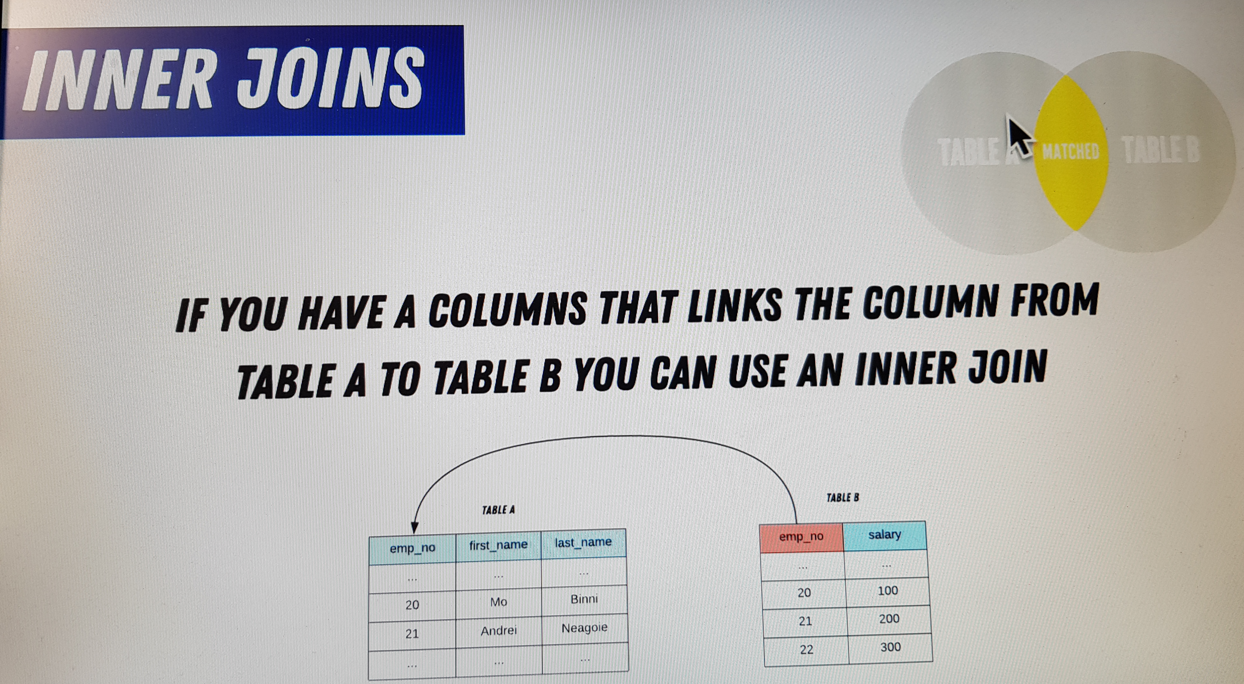 INNER JOINS
TABLE A MATCHED TABLE B
IF YOU HAVE A COLUMNS THAT LINKS THE COLUMN FROM
TABLE A TO TABLE B YOU CAN USE AN INNER JOIN
TABLE A
emp_no first_name last_name
... ... ...
20 Mo Binni
21 Andrei Neagoie
... ... ...
TABLE B
emp_no salary
... ...
20 100
21 200
22 300